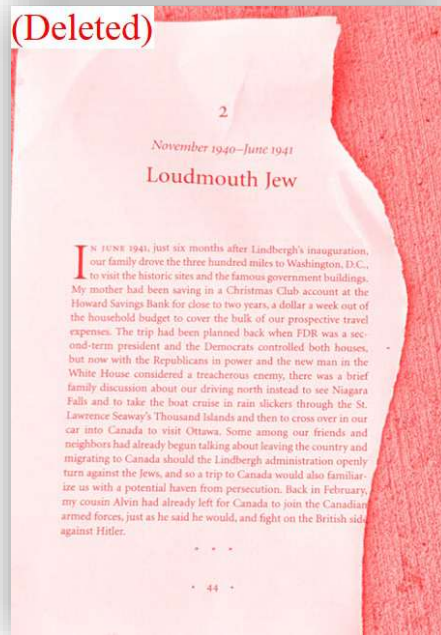 (Deleted)
2
November 1940–June 1941
Loudmouth Jew
IN JUNE 1941, just six months after Lindbergh's inauguration,
our family drove the three hundred miles to Washington, D.C.,
to visit the historic sites and the famous government buildings.
My mother had been saving in a Christmas Club account at the
Howard Savings Bank for close to two years, a dollar a week out of
the household budget to cover the bulk of our prospective travel
expenses. The trip had been planned back when FDR was a sec-
ond-term president and the Democrats controlled both houses,
but now with the Republicans in power and the new man in the
White House considered a treacherous enemy, there was a brief
family discussion about our driving north instead to see Niagara
Falls and to take the boat cruise in rain slickers through the St.
Lawrence Seaway's Thousand Islands and then to cross over in our
car into Canada to visit Ottawa. Some among our friends and
neighbors had already begun talking about leaving the country and
migrating to Canada should the Lindbergh administration openly
turn against the Jews, and so a trip to Canada would also familiar-
ize us with a potential haven from persecution. Back in February,
my cousin Alvin had already left for Canada to join the Canadian
armed forces, just as he said he would, and fight on the British side
against Hitler.
· 44 ·